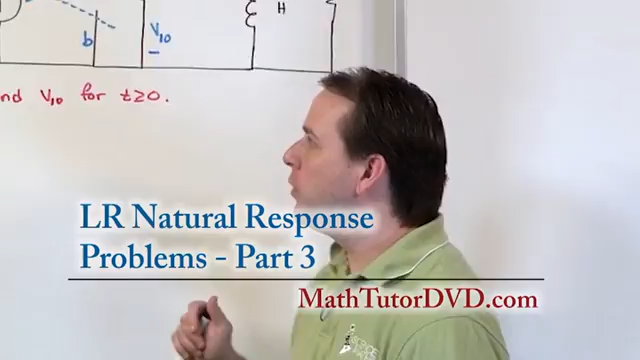 H
b
V10
nd V10 for t≥0.
LR Natural Response
Problems - Part 3
MathTutorDVD.com